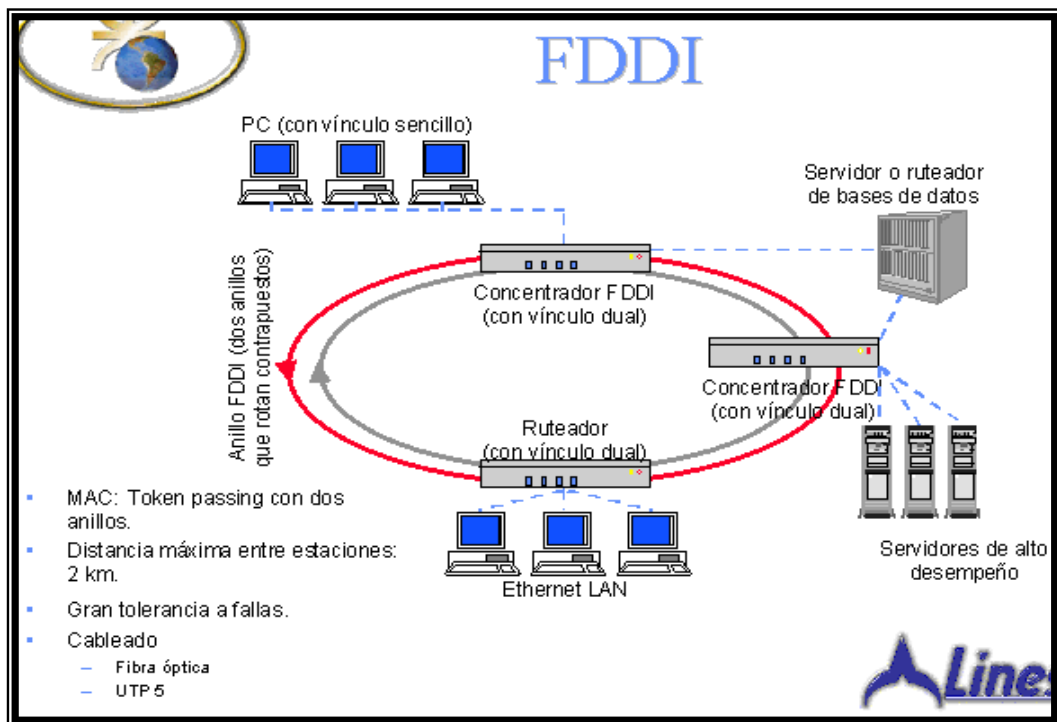 FDDI
PC (con vínculo sencillo)
Servidor o ruteador
de bases de datos
Anillo FDDI (dos anillos
que rotan contrapuestos)
Concentrador FDDI
(con vínculo dual)
Concentrador FDDI
(con vínculo dual)
Ruteador
(con vínculo dual)
Ethernet LAN
Servidores de alto
desempeño
▪ MAC: Token passing con dos
anillos.
▪ Distancia máxima entre estaciones:
2 km.
▪ Gran tolerancia a fallas.
▪ Cableado
– Fibra óptica
– UTP 5
Lines